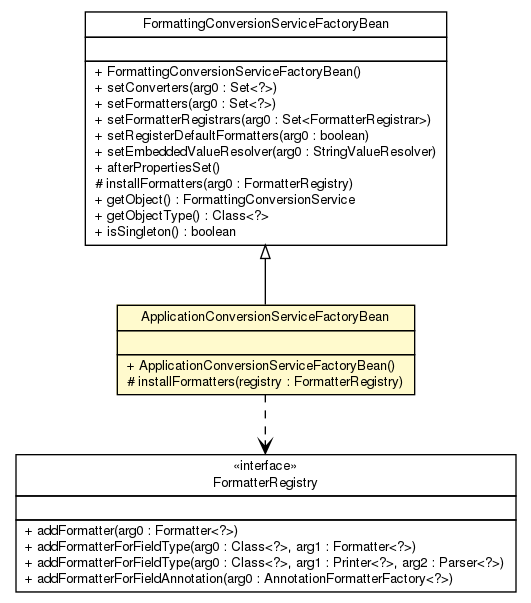 FormattingConversionServiceFactoryBean
+ FormattingConversionServiceFactoryBean()
+ setConverters(arg0 : Set<?>)
+ setFormatters(arg0 : Set<?>)
+ setFormatterRegistrars(arg0 : Set<FormatterRegistrar>)
+ setRegisterDefaultFormatters(arg0 : boolean)
+ setEmbeddedValueResolver(arg0 : StringValueResolver)
+ afterPropertiesSet()
# installFormatters(arg0 : FormatterRegistry)
+ getObject() : FormattingConversionService
+ getObjectType() : Class<?>
+ isSingleton() : boolean
ApplicationConversionServiceFactoryBean
+ ApplicationConversionServiceFactoryBean()
# installFormatters(registry : FormatterRegistry)
«interface»
FormatterRegistry
+ addFormatter(arg0 : Formatter<?>)
+ addFormatterForFieldType(arg0 : Class<?>, arg1 : Formatter<?>)
+ addFormatterForFieldType(arg0 : Class<?>, arg1 : Printer<?>, arg2 : Parser<?>)
+ addFormatterForFieldAnnotation(arg0 : AnnotationFormatterFactory<?>)